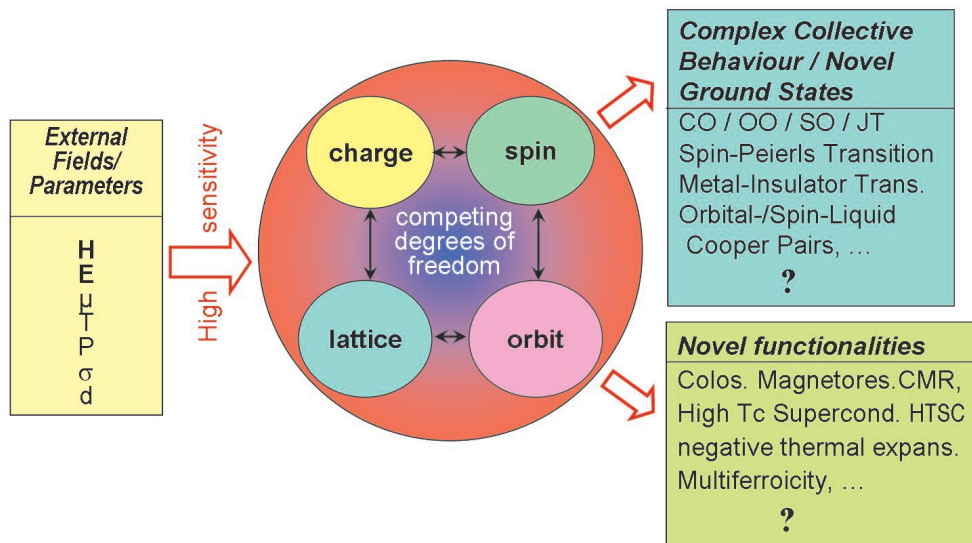 External
Fields/
Parameters
H
E
μ
T
P
σ
d
High sensitivity
charge
spin
competing
degrees of
freedom
lattice
orbit
Complex Collective
Behaviour / Novel
Ground States
CO / OO / SO / JT
Spin-Peierls Transition
Metal-Insulator Trans.
Orbital-/Spin-Liquid
Cooper Pairs, …
?
Novel functionalities
Colos. Magnetores.CMR,
High Tc Supercond. HTSC
negative thermal expans.
Multiferroicity, …
?